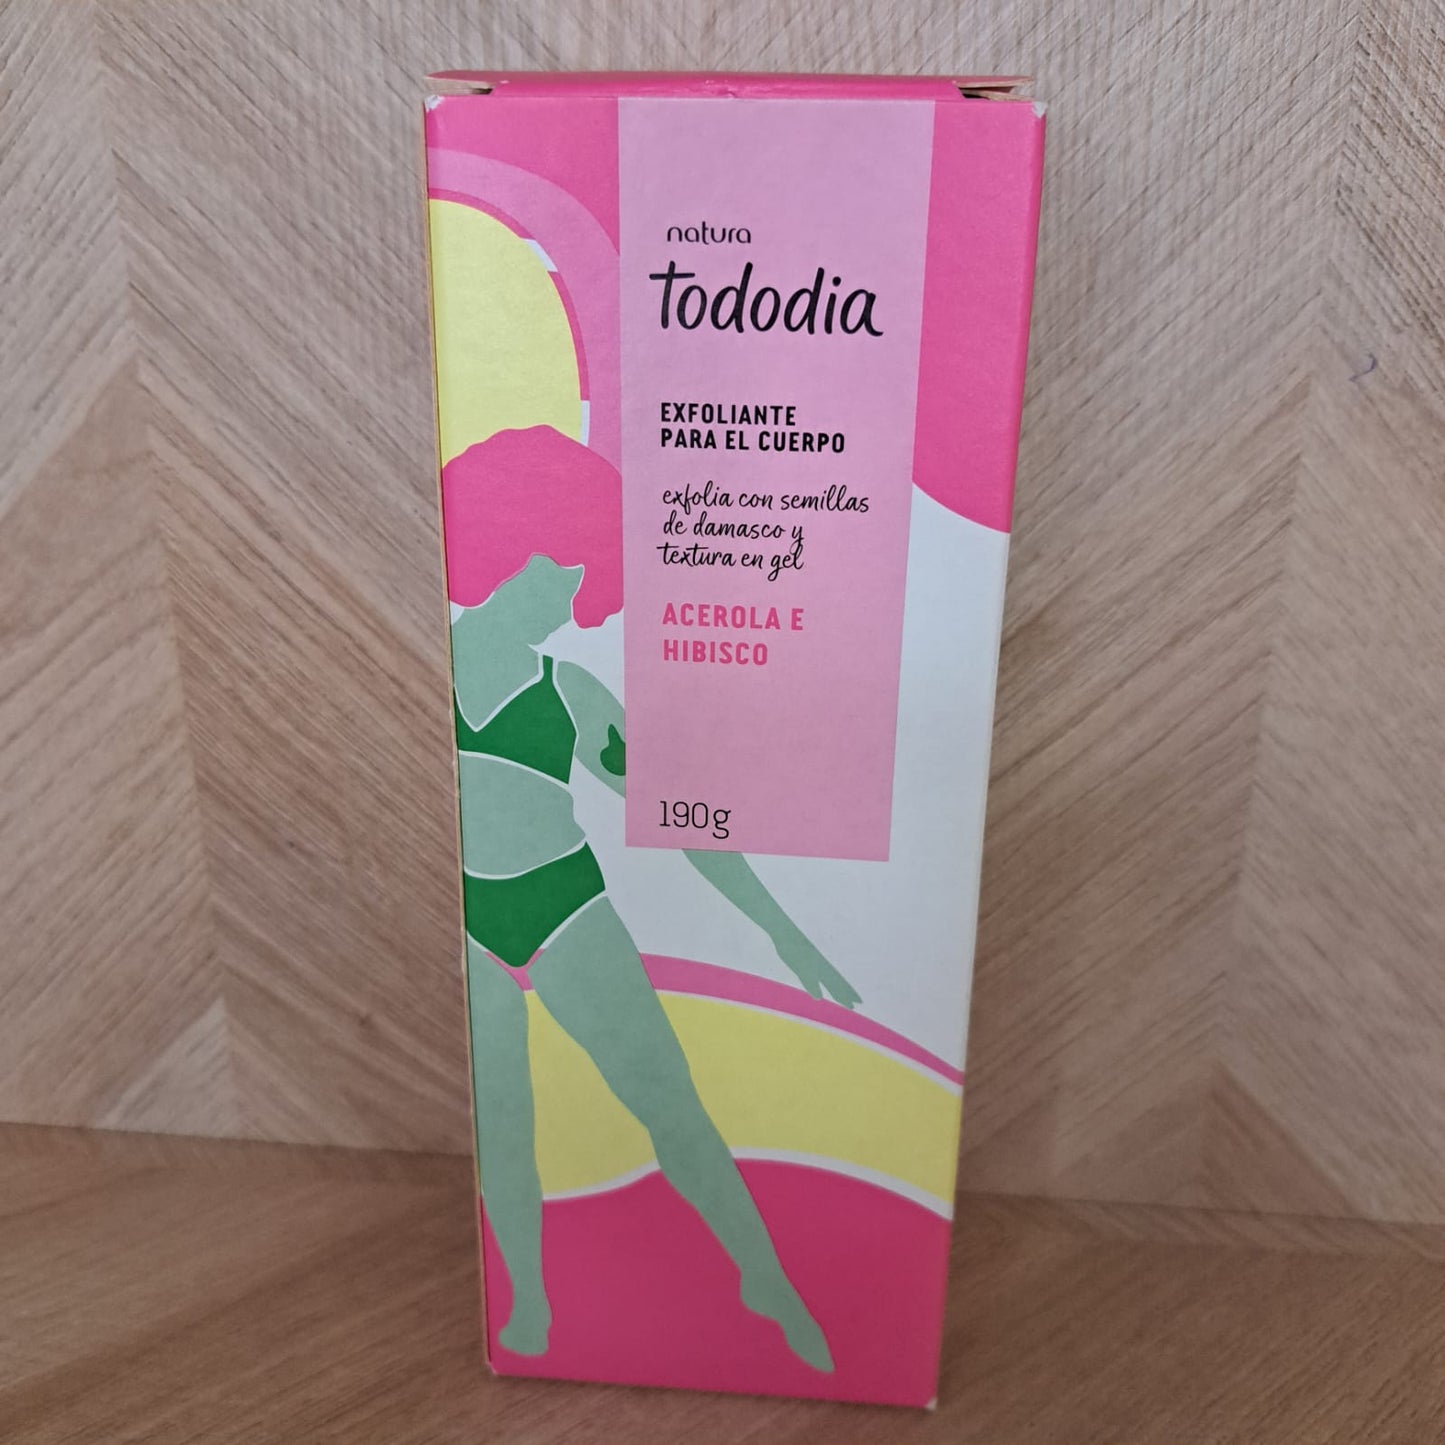 natura
tododia
EXFOLIANTE
PARA EL CUERPO
exfolia con semillas
de damasco y
textura en gel
ACEROLA E
HIBISCO
190g